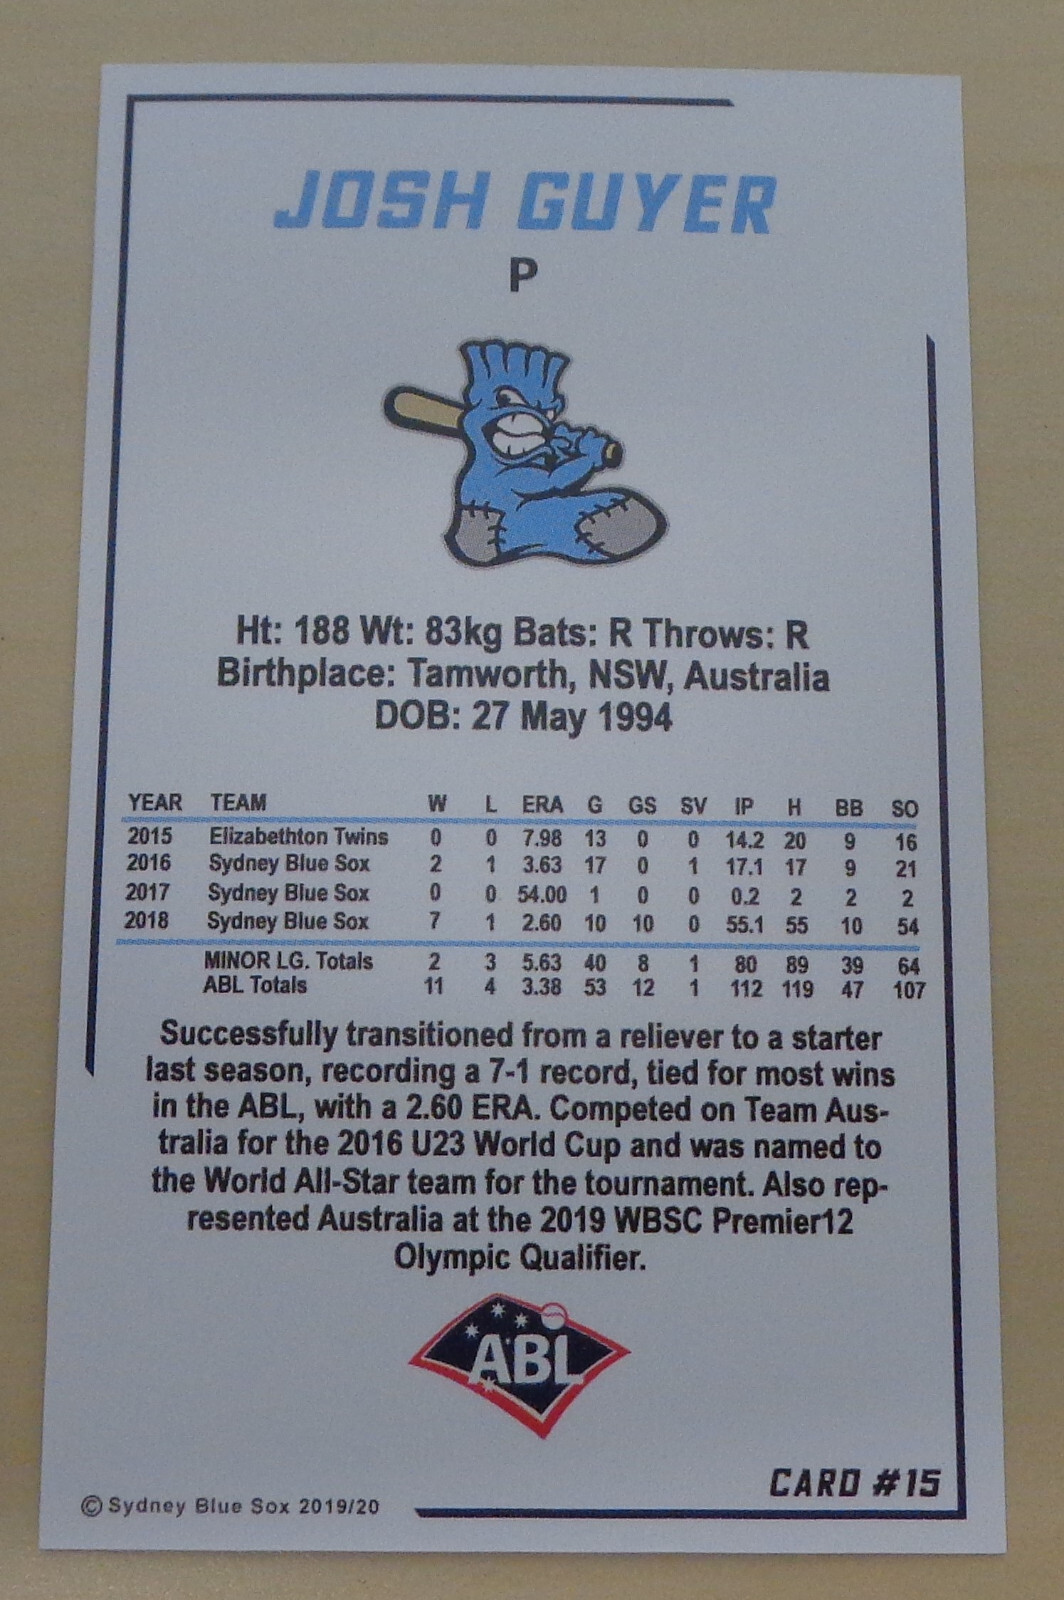 JOSH GUYER
P
Ht: 188 Wt: 83kg Bats: R Throws: R
Birthplace: Tamworth, NSW, Australia
DOB: 27 May 1994
YEAR TEAM W L ERA G GS SV IP H BB SO
2015 Elizabethton Twins 0 0 7.98 13 0 0 14.2 20 9 16
2016 Sydney Blue Sox 2 1 3.63 17 0 1 17.1 17 9 21
2017 Sydney Blue Sox 0 0 54.00 1 0 0 0.2 2 2 2
2018 Sydney Blue Sox 7 1 2.60 10 10 0 55.1 55 10 54
MINOR LG. Totals 2 3 5.63 40 8 1 80 89 39 64
ABL Totals 11 4 3.38 53 12 1 112 119 47 107
Successfully transitioned from a reliever to a starter
last season, recording a 7-1 record, tied for most wins
in the ABL, with a 2.60 ERA. Competed on Team Aus-
tralia for the 2016 U23 World Cup and was named to
the World All-Star team for the tournament. Also rep-
resented Australia at the 2019 WBSC Premier12
Olympic Qualifier.
ABL
CARD #15
©Sydney Blue Sox 2019/20